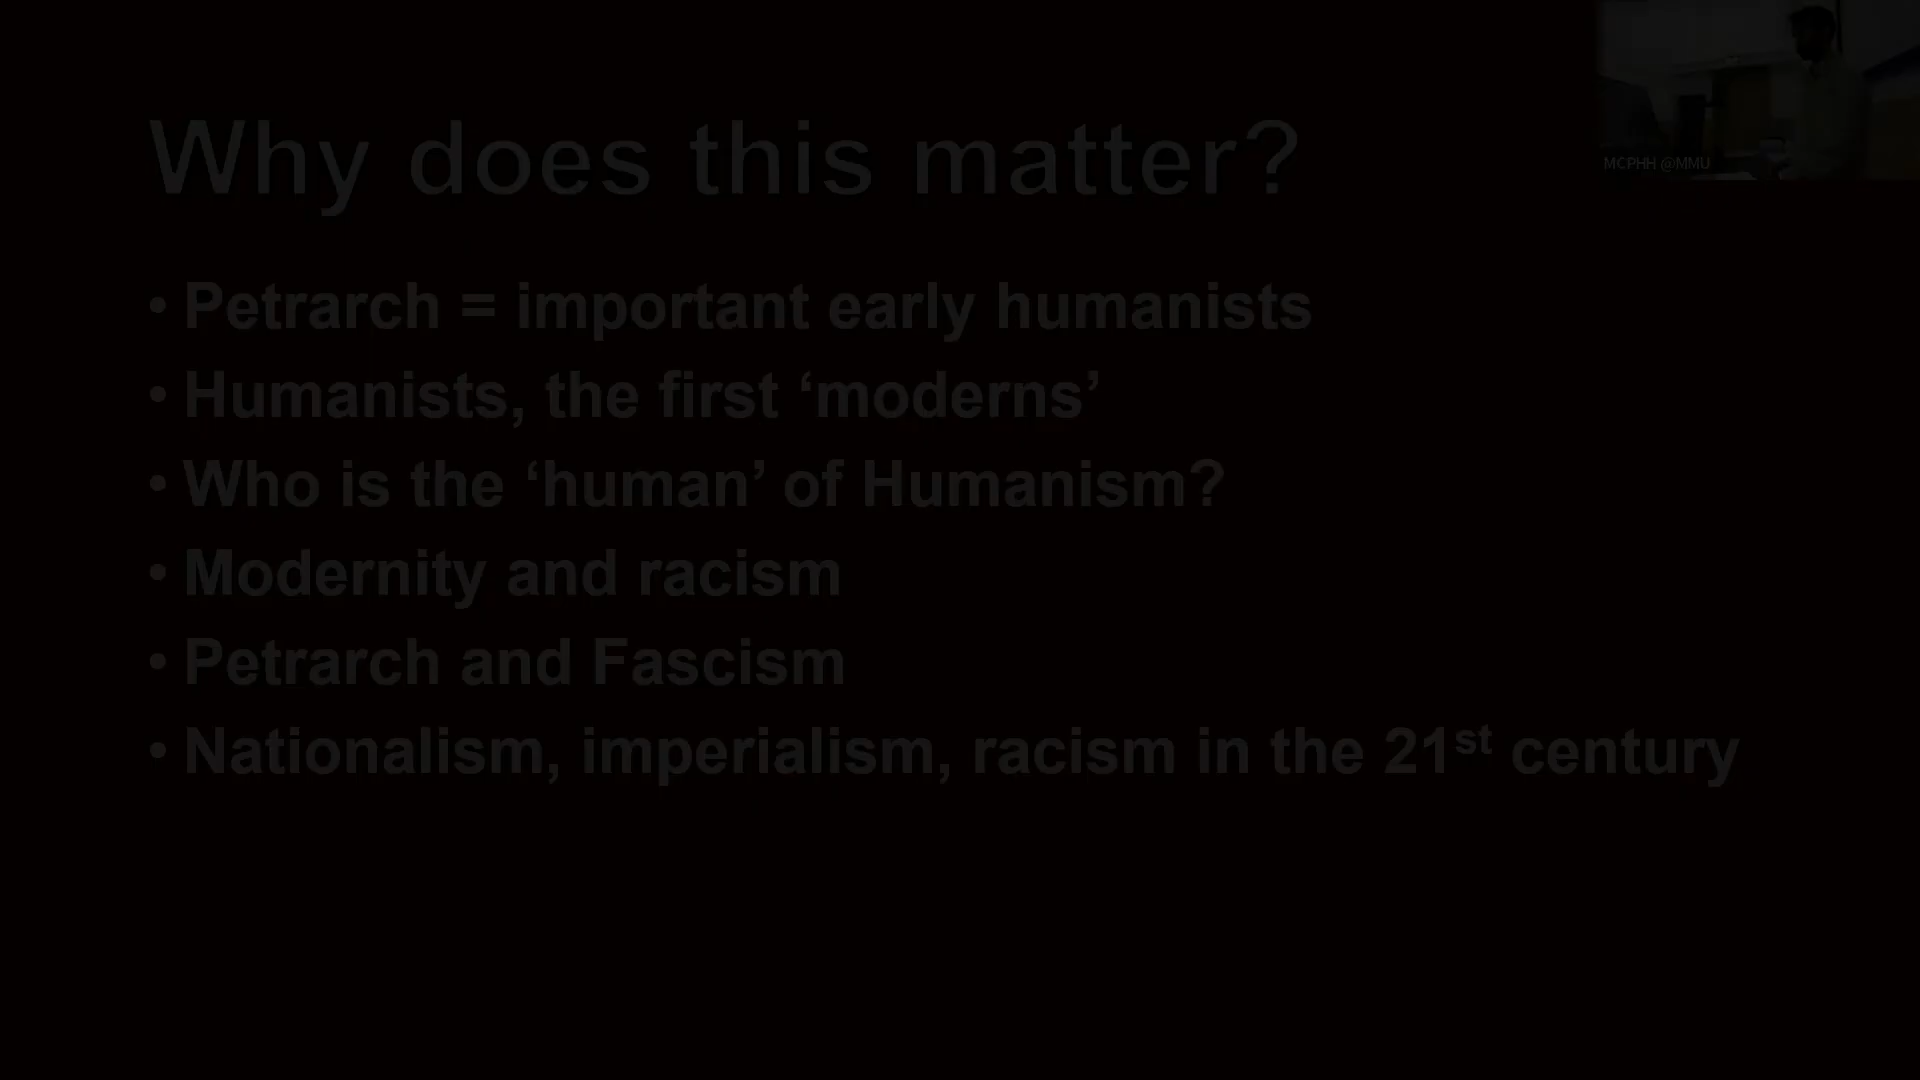 MCPHH @MMU
Why does this matter?
• Petrarch = important early humanists
• Humanists, the first ‘moderns’
• Who is the ‘human’ of Humanism?
• Modernity and racism
• Petrarch and Fascism
• Nationalism, imperialism, racism in the 21st century